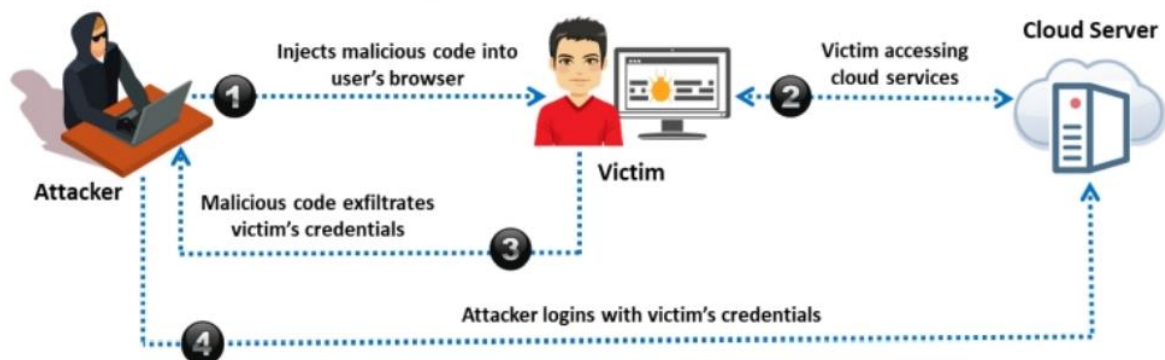 Cloud Server
Injects malicious code into
user's browser
Victim accessing
cloud services
1
2
Attacker
Victim
Malicious code exfiltrates
victim's credentials
3
Attacker logins with victim's credentials
4